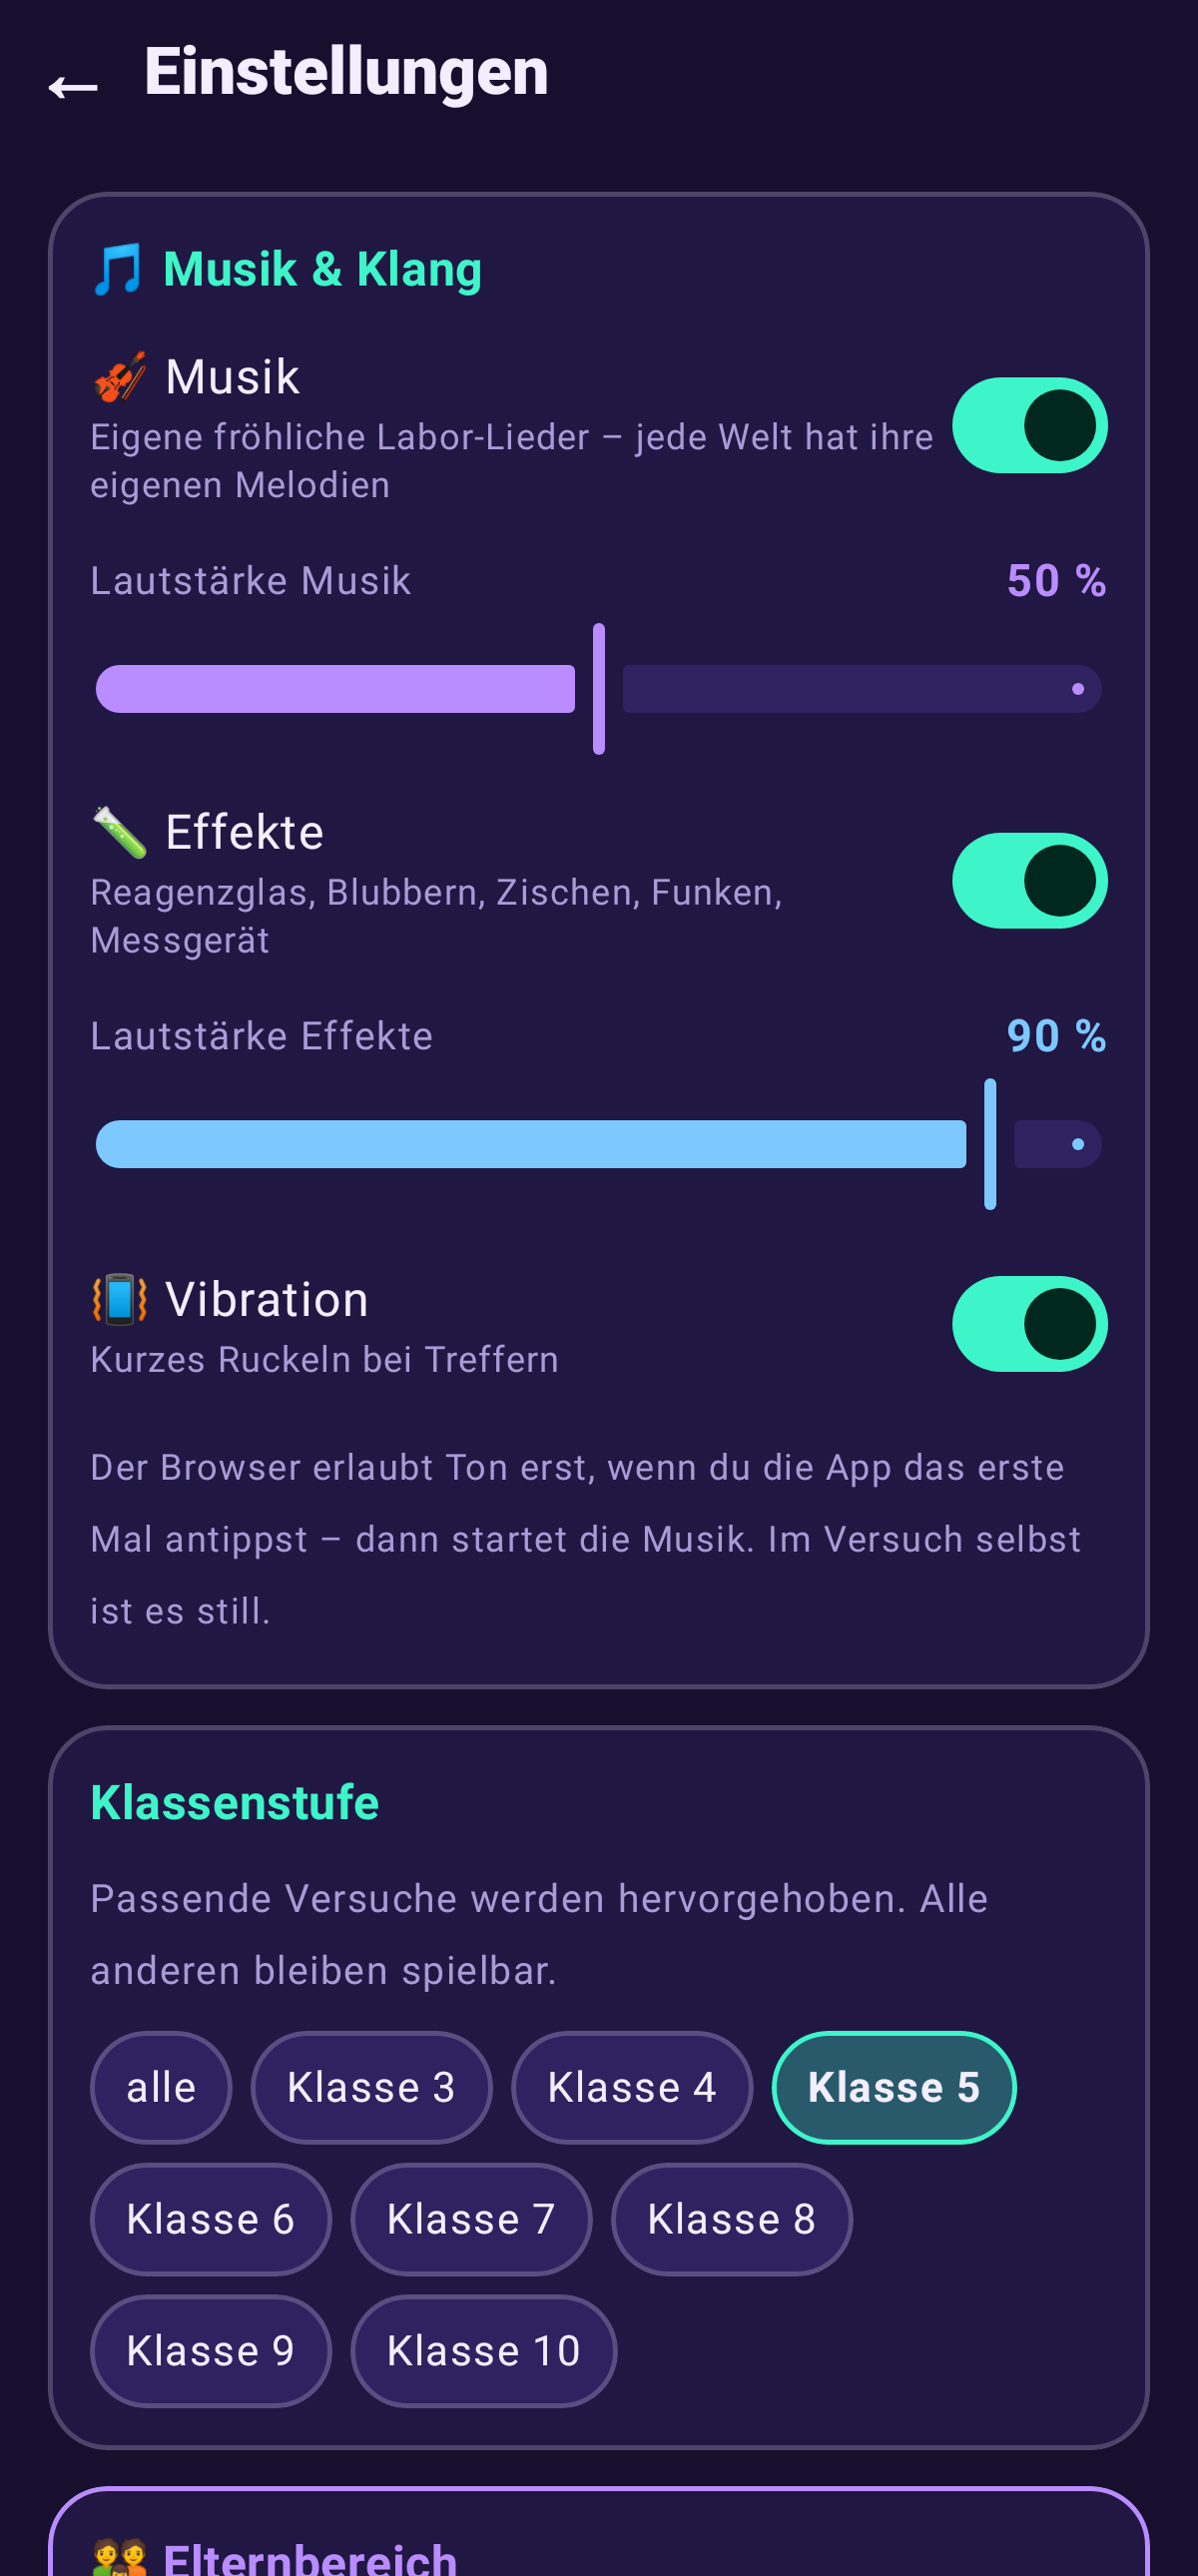 ← Einstellungen
🎵 Musik & Klang
🎻 Musik
Eigene fröhliche Labor-Lieder – jede Welt hat ihre
eigenen Melodien
Lautstärke Musik 50 %
🧪 Effekte
Reagenzglas, Blubbern, Zischen, Funken,
Messgerät
Lautstärke Effekte 90 %
📳 Vibration
Kurzes Ruckeln bei Treffern
Der Browser erlaubt Ton erst, wenn du die App das erste
Mal antippst – dann startet die Musik. Im Versuch selbst
ist es still.
Klassenstufe
Passende Versuche werden hervorgehoben. Alle
anderen bleiben spielbar.
alle Klasse 3 Klasse 4 Klasse 5
Klasse 6 Klasse 7 Klasse 8
Klasse 9 Klasse 10
Elternbereich